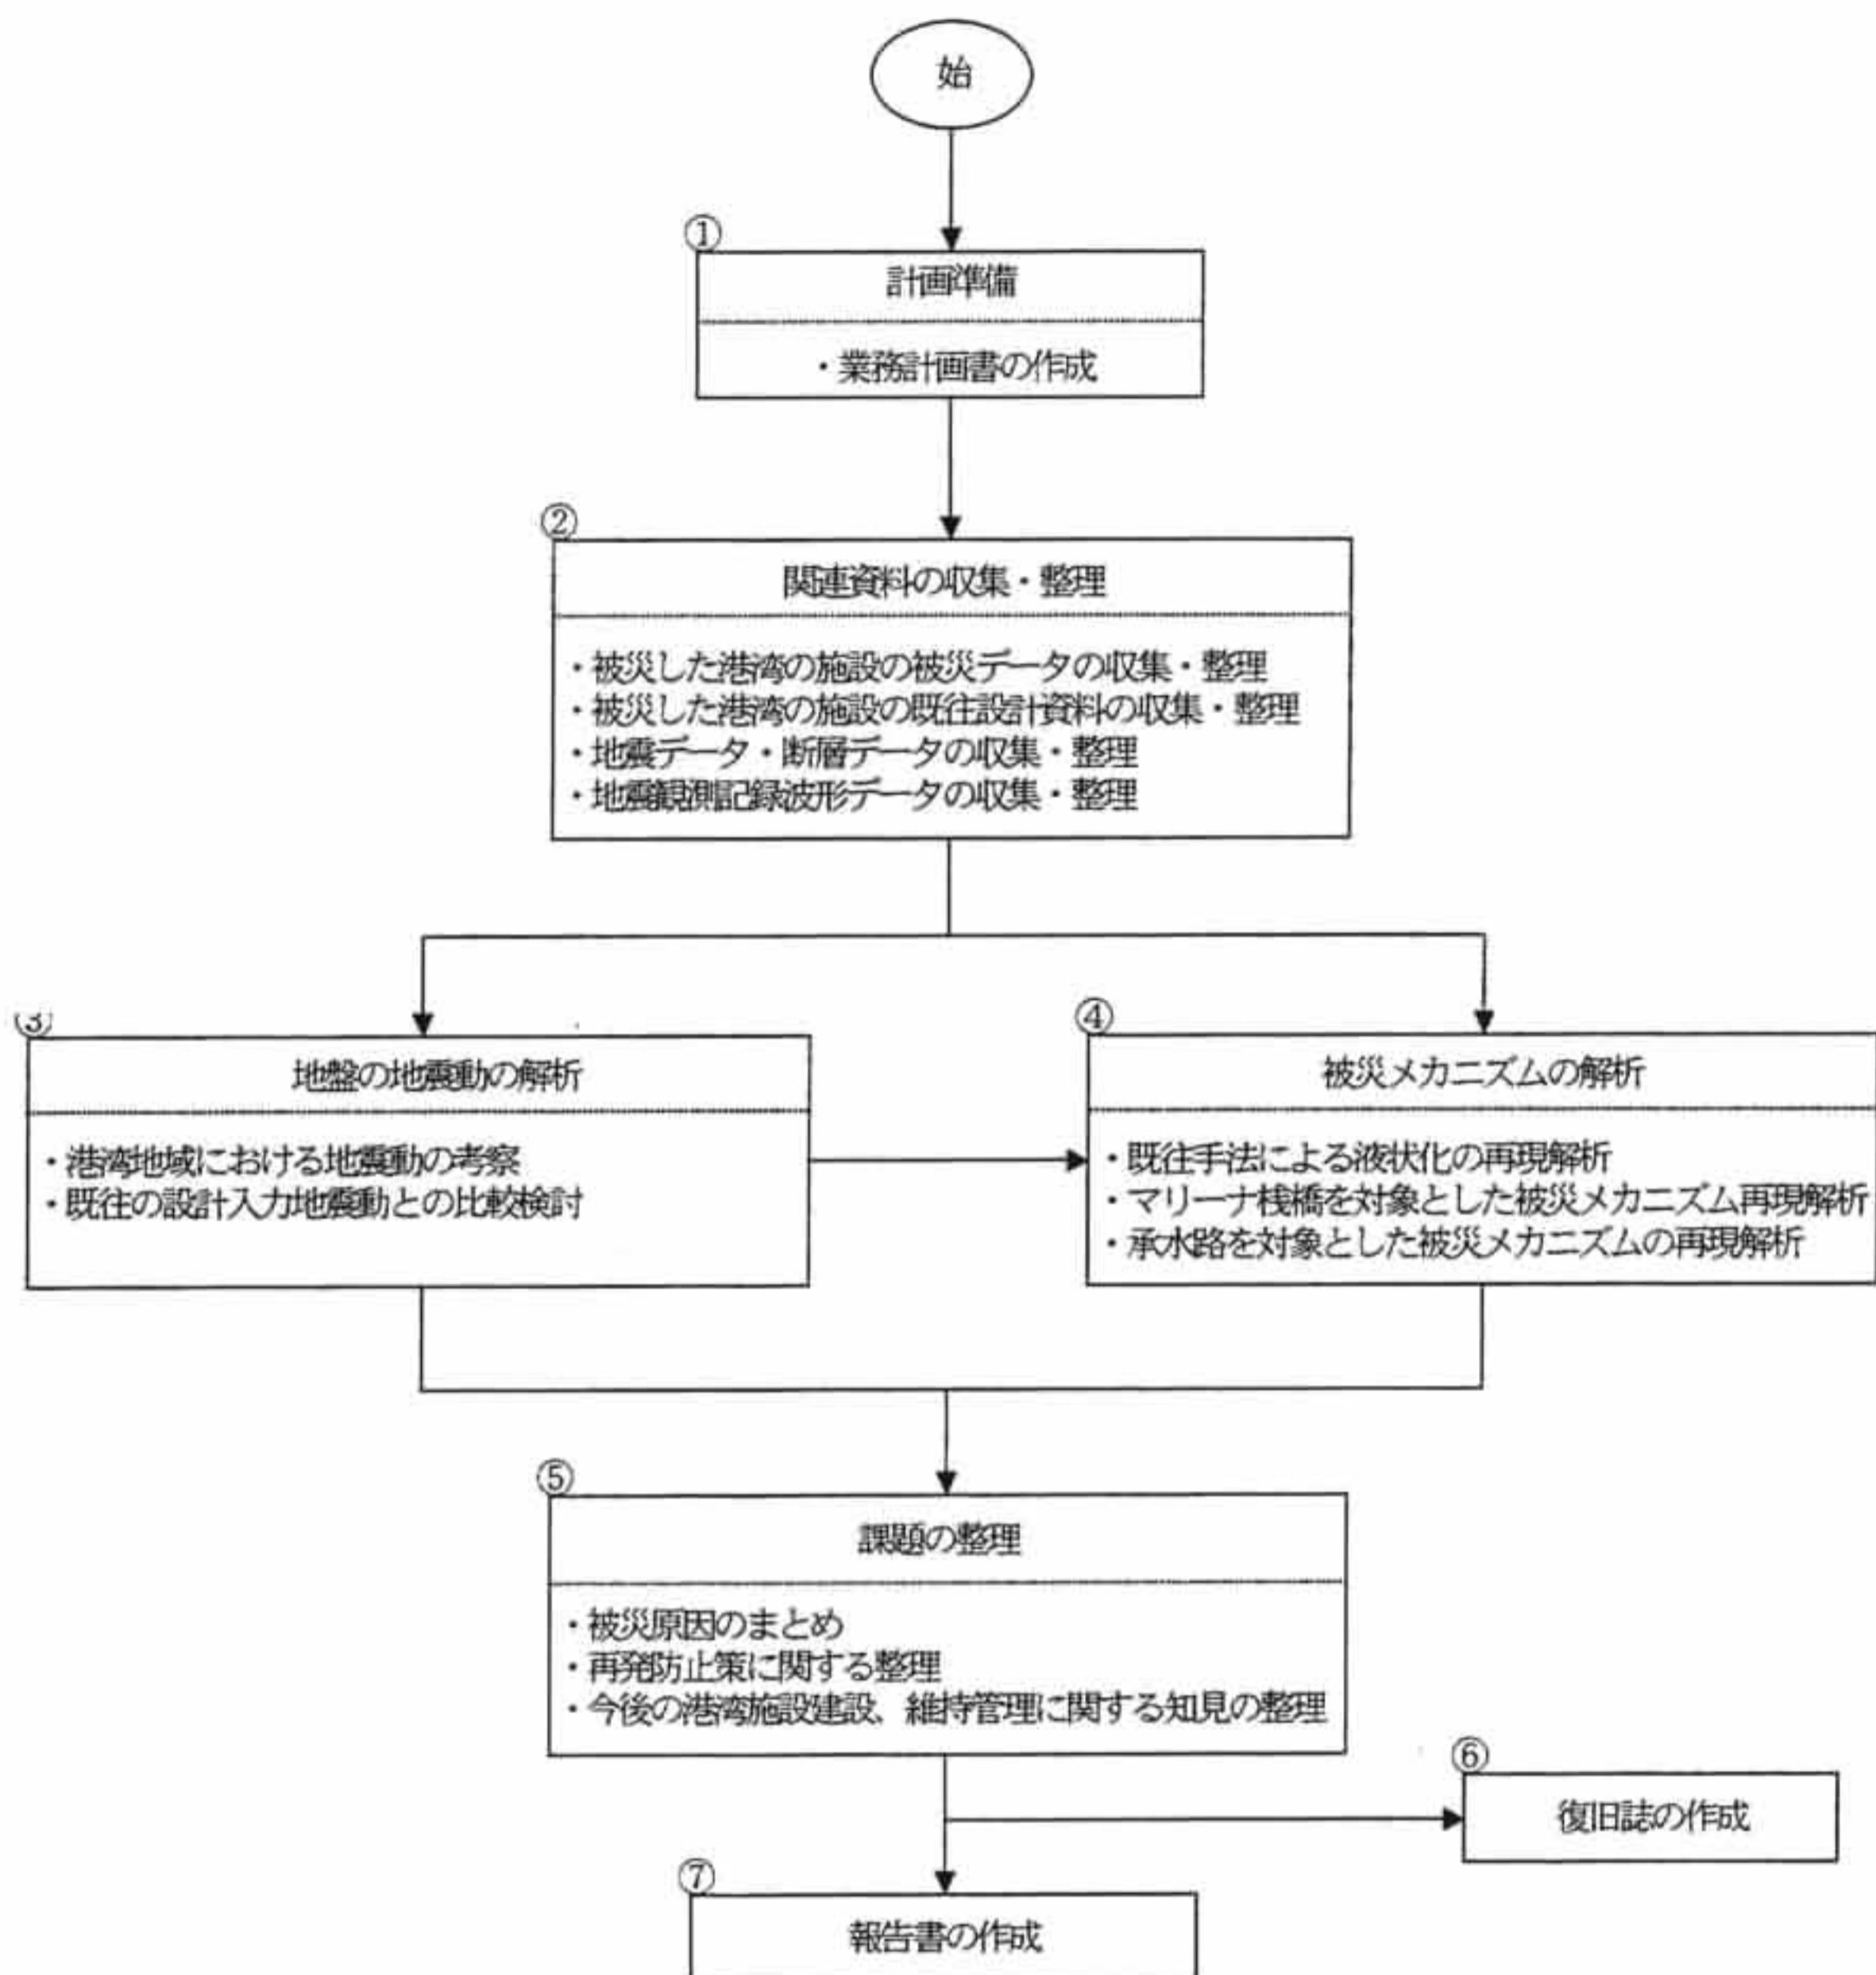 始
①
計画準備
・業務計画書の作成
②
関連資料の収集・整理
・被災した港湾の施設の被災データの収集・整理
・被災した港湾の施設の既往設計資料の収集・整理
・地震データ・断層データの収集・整理
・地震観測記録波形データの収集・整理
③
地盤の地震動の解析
・港湾地域における地震動の考察
・既往の設計入力地震動との比較検討
④
被災メカニズムの解析
・既往手法による液状化の再現解析
・マリーナ桟橋を対象とした被災メカニズム再現解析
・承水路を対象とした被災メカニズムの再現解析
⑤
課題の整理
・被災原因のまとめ
・再発防止策に関する整理
・今後の港湾施設建設、維持管理に関する知見の整理
⑥
復旧誌の作成
⑦
報告書の作成